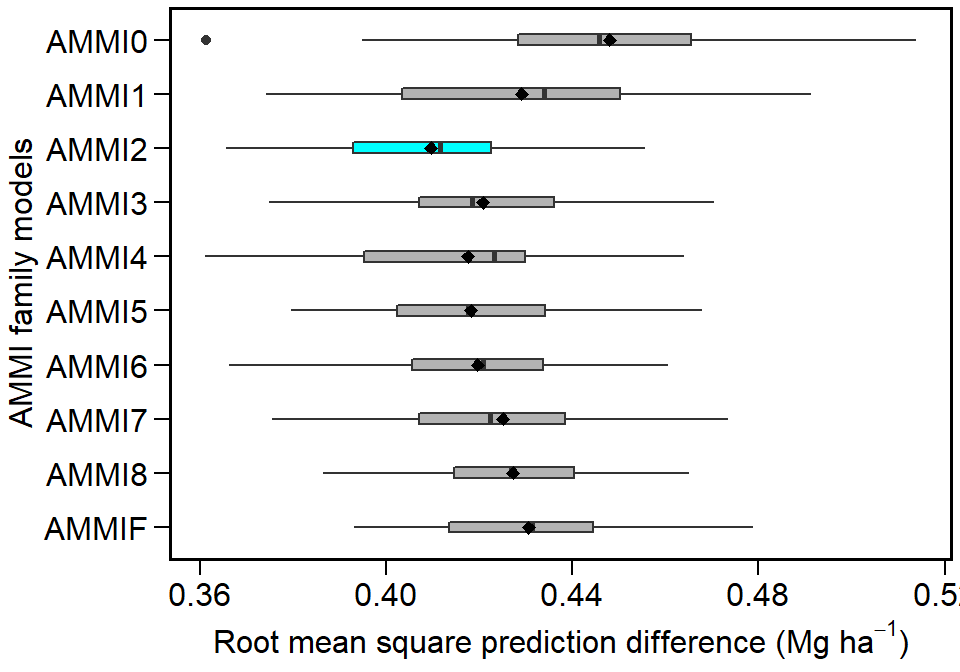 AMMI family models
AMMI0
AMMI1
AMMI2
AMMI3
AMMI4
AMMI5
AMMI6
AMMI7
AMMI8
AMMIF
0.36 0.40 0.44 0.48
Root mean square prediction difference (Mg ha⁻¹)